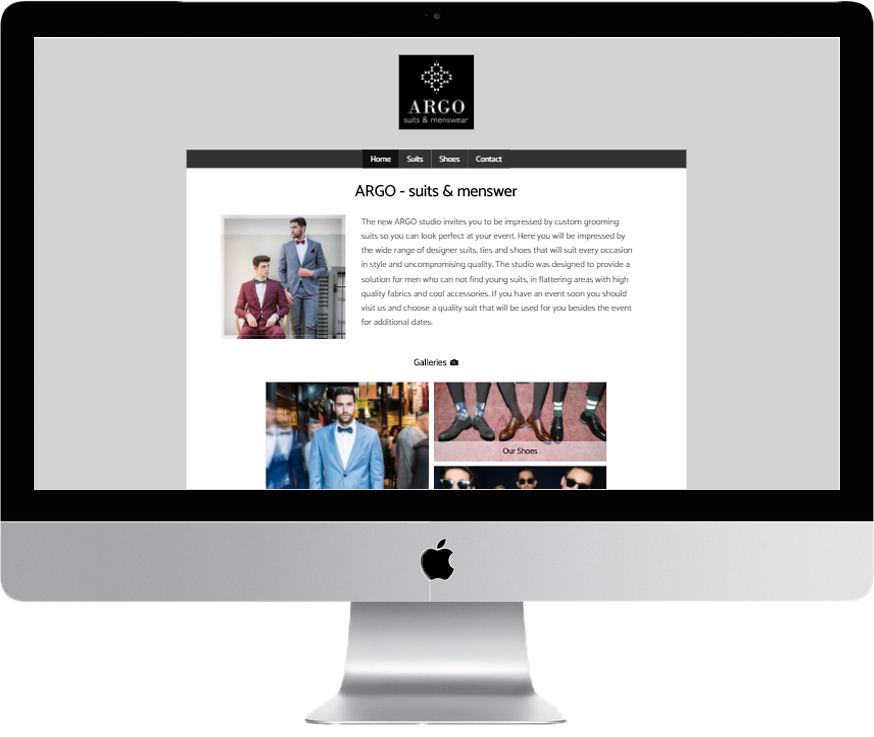 ARGO
suits & menswear
Home Suits Shoes Contact
ARGO - suits & menswer
The new ARGO studio invites you to be impressed by custom grooming
suits so you can look perfect at your event. Here you will be impressed by
the wide range of designer suits, ties and shoes that will suit every occasion
in style and uncompromising quality. The studio was designed to provide a
solution for men who can not find young suits, in flattering areas with high
quality fabrics and cool accessories. If you have an event soon you should
visit us and choose a quality suit that will be used for you besides the event
for additional dates.
Galleries
Our Shoes